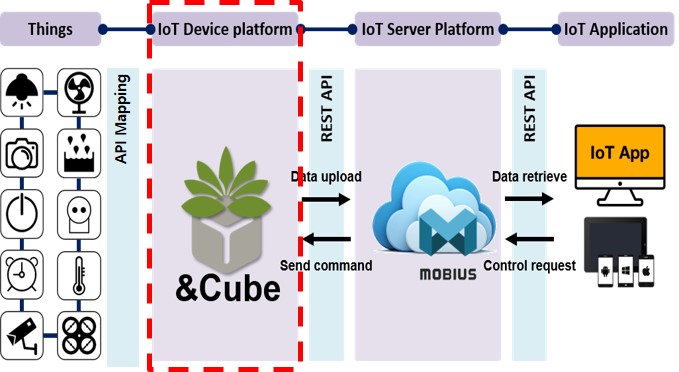 Things
IoT Device platform
IoT Server Platform
IoT Application
API Mapping
REST API
REST API
IoT App
Data upload
Data retrieve
Send command
Control request
&Cube
MOBIUS